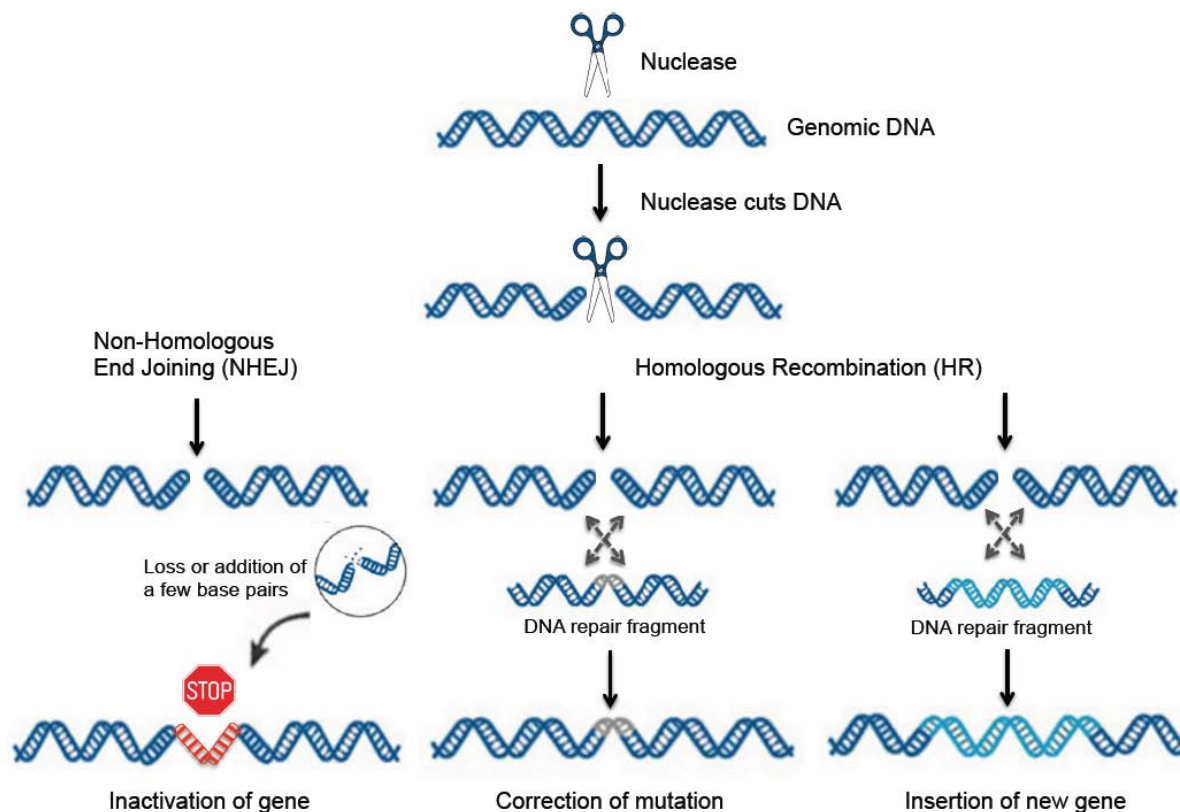 Nuclease
Genomic DNA
Nuclease cuts DNA
Non-Homologous
End Joining (NHEJ)
Homologous Recombination (HR)
Loss or addition of
a few base pairs
DNA repair fragment
DNA repair fragment
STOP
Inactivation of gene
Correction of mutation
Insertion of new gene